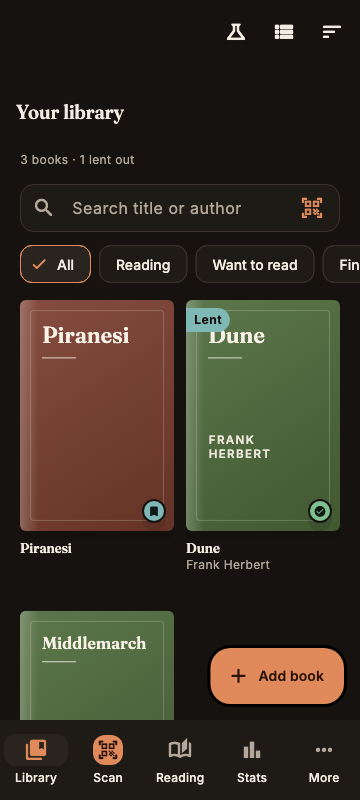 Your library
3 books · 1 lent out
Search title or author
All
Reading
Want to read
Fin
Piranesi
Lent
Dune
FRANK
HERBERT
Piranesi
Dune
Frank Herbert
Middlemarch
Add book
Library
Scan
Reading
Stats
More